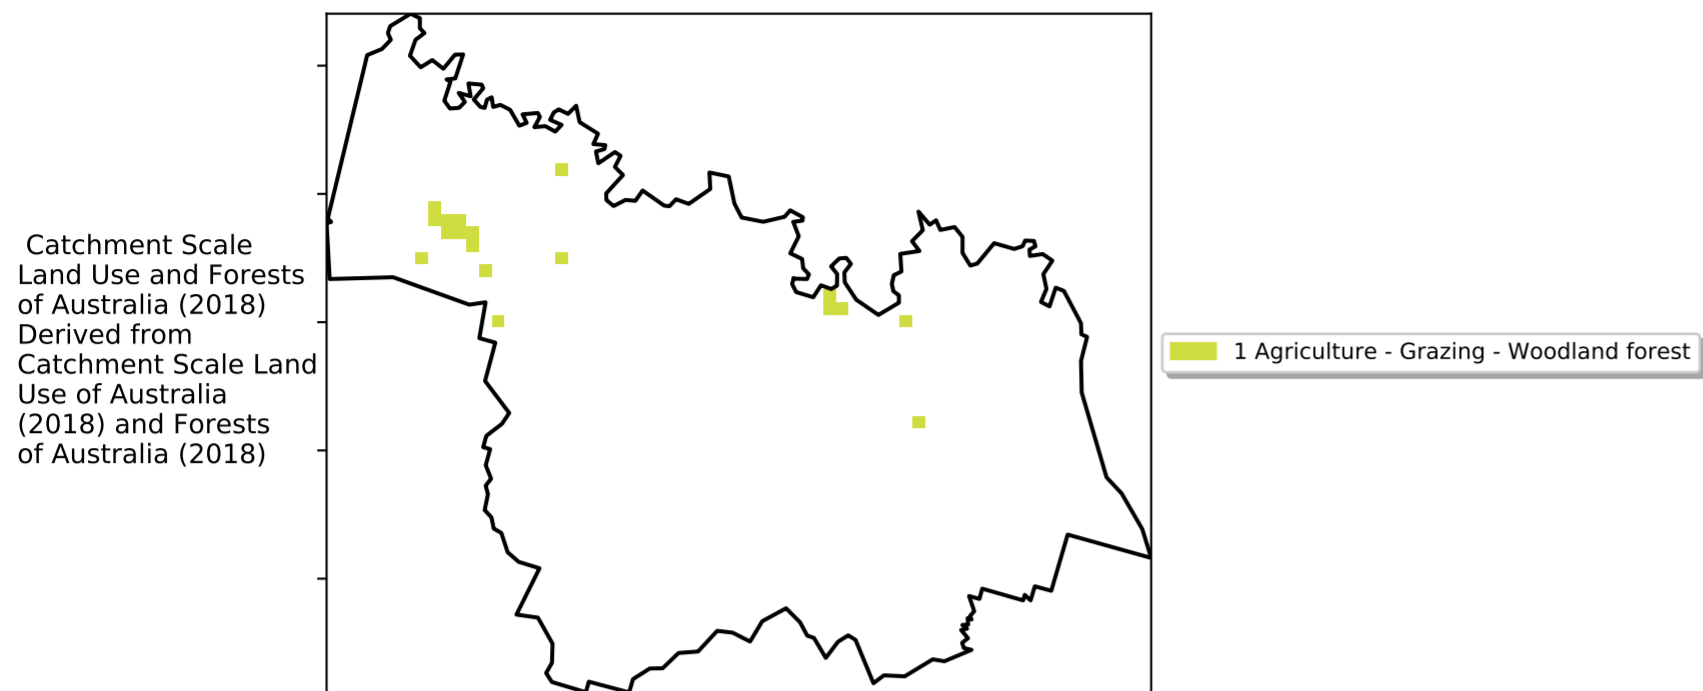 Catchment Scale
Land Use and Forests
of Australia (2018)
Derived from
Catchment Scale Land
Use of Australia
(2018) and Forests
of Australia (2018)
1 Agriculture - Grazing - Woodland forest